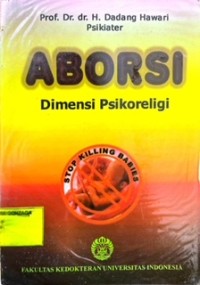 Prof. Dr. dr. H. Dadang Hawari
Psikiater
ABORSI
Dimensi Psikoreligi
STOP KILLING BABIES
FAKULTAS KEDOKTERAN UNIVERSITAS INDONESIA